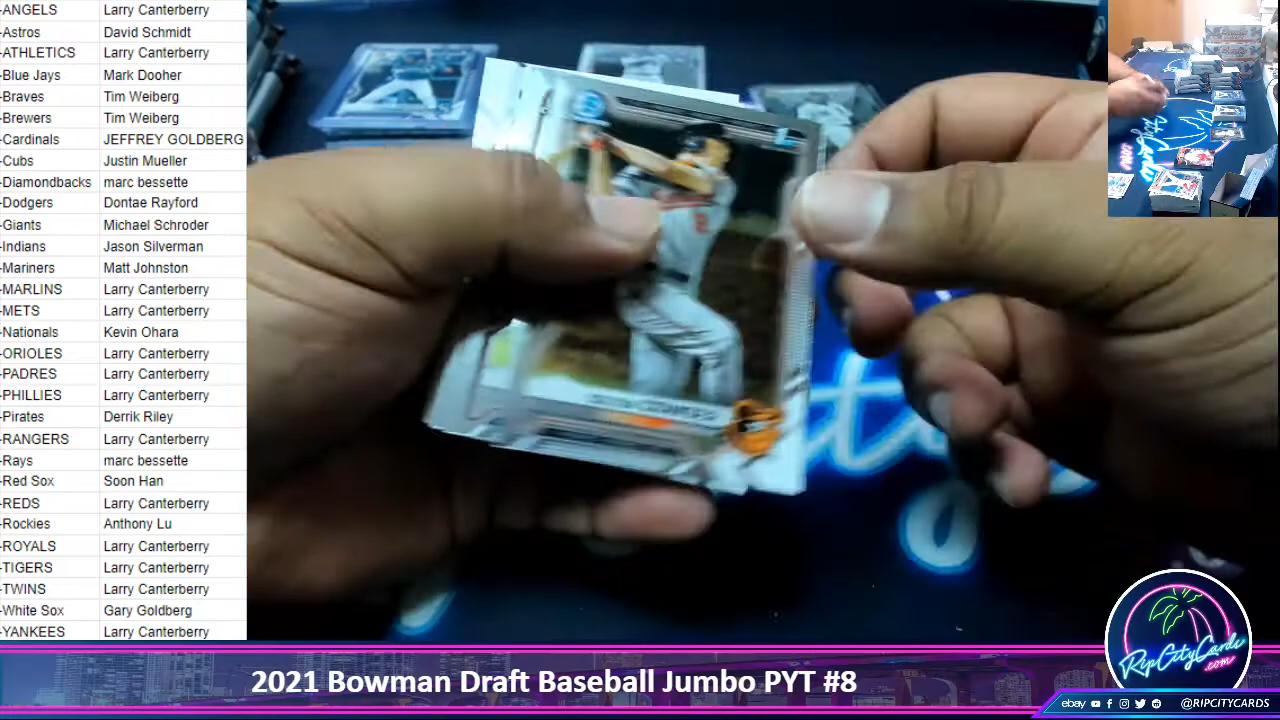 -ANGELS Larry Canterberry
-Astros David Schmidt
-ATHLETICS Larry Canterberry
-Blue Jays Mark Dooher
-Braves Tim Weiberg
-Brewers Tim Weiberg
-Cardinals JEFFREY GOLDBERG
-Cubs Justin Mueller
-Diamondbacks marc bessette
-Dodgers Dontae Rayford
-Giants Michael Schroder
-Indians Jason Silverman
-Mariners Matt Johnston
-MARLINS Larry Canterberry
-METS Larry Canterberry
-Nationals Kevin Ohara
-ORIOLES Larry Canterberry
-PADRES Larry Canterberry
-PHILLIES Larry Canterberry
-Pirates Derrik Riley
-RANGERS Larry Canterberry
-Rays marc bessette
-Red Sox Soon Han
-REDS Larry Canterberry
-Rockies Anthony Lu
-ROYALS Larry Canterberry
-TIGERS Larry Canterberry
-TWINS Larry Canterberry
-White Sox Gary Goldberg
-YANKEES Larry Canterberry
2021 Bowman Draft Baseball Jumbo PYT #8
RipCityCards
.com
ebay @RIPCITYCARDS